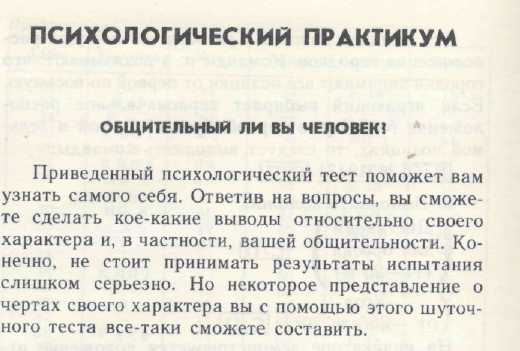 ПСИХОЛОГИЧЕСКИЙ ПРАКТИКУМ
ОБЩИТЕЛЬНЫЙ ЛИ ВЫ ЧЕЛОВЕК?
Приведенный психологический тест поможет вам
узнать самого себя. Ответив на вопросы, вы сможе-
те сделать кое-какие выводы относительно своего
характера и, в частности, вашей общительности. Ко-
нечно, не стоит принимать результаты испытания
слишком серьезно. Но некоторое представление о
чертах своего характера вы с помощью этого шуточ-
ного теста все-таки сможете составить.